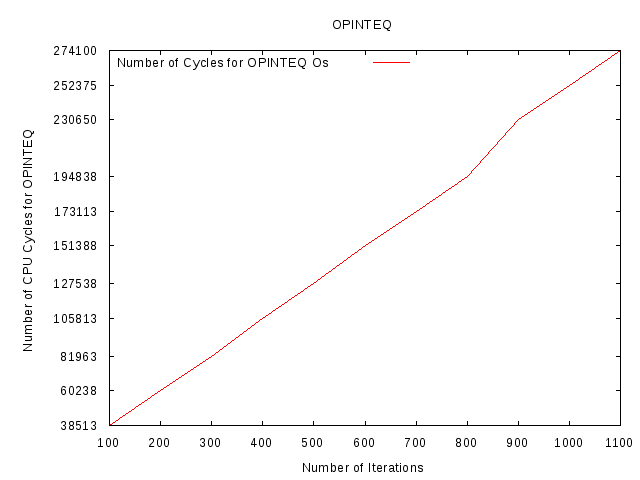 OPINTEQ
Number of Cycles for OPINTEQ Os
274100
252375
230650
194838
173113
151388
127538
105813
81963
60238
38513
Number of CPU Cycles for OPINTEQ
100 200 300 400 500 600 700 800 900 1000 1100
Number of Iterations